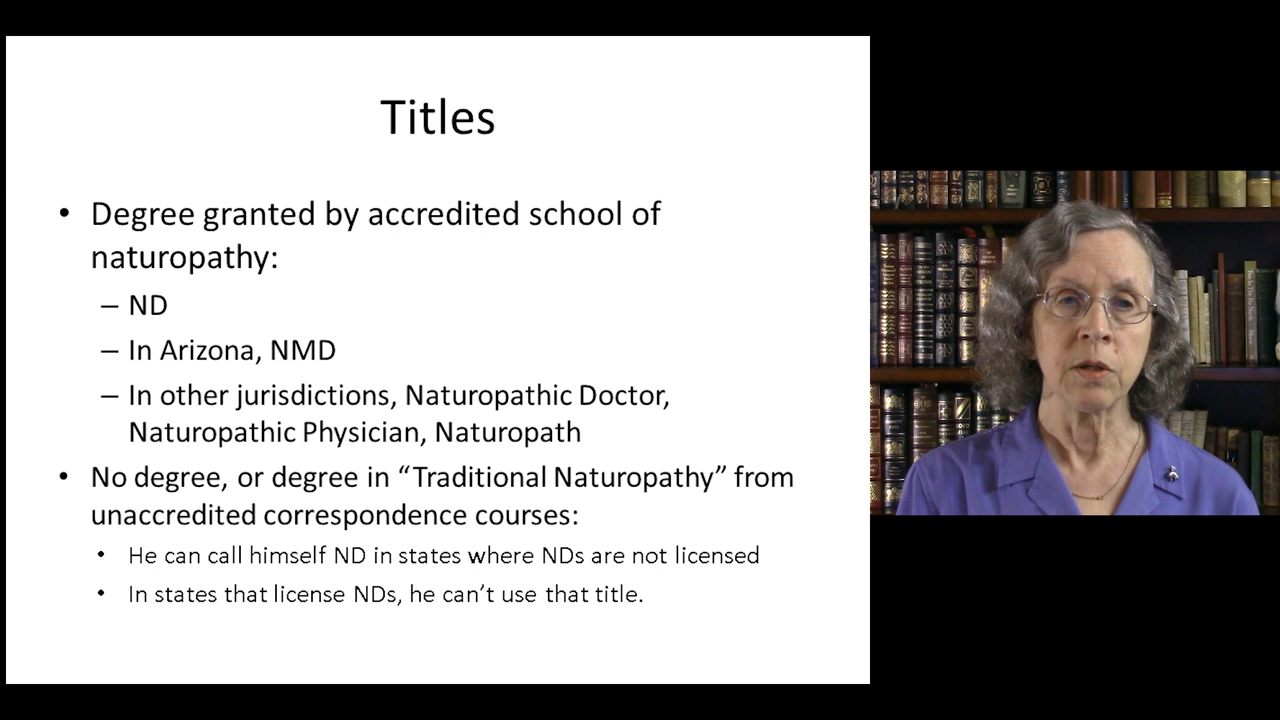 Titles
• Degree granted by accredited school of
naturopathy:
– ND
– In Arizona, NMD
– In other jurisdictions, Naturopathic Doctor,
Naturopathic Physician, Naturopath
• No degree, or degree in “Traditional Naturopathy” from
unaccredited correspondence courses:
• He can call himself ND in states where NDs are not licensed
• In states that license NDs, he can’t use that title.